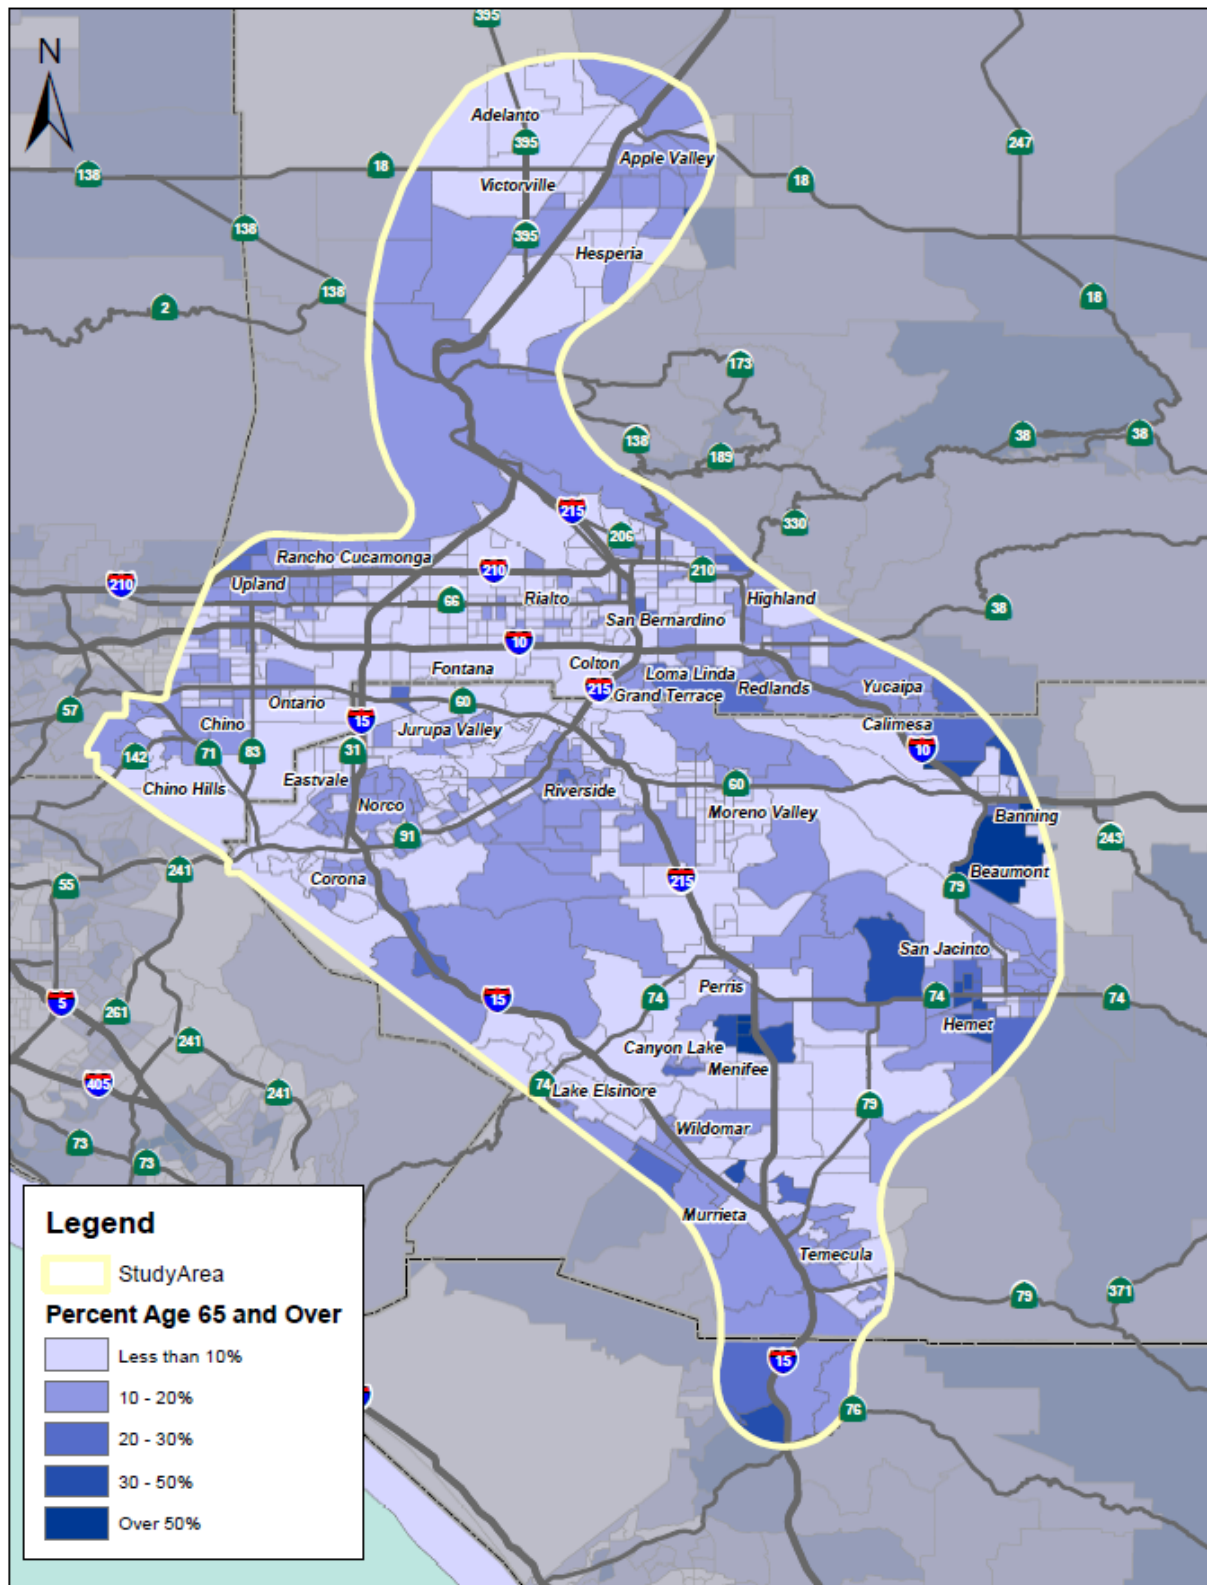 395
N
Adelanto
395
247
Apple Valley
138
18
Victorville
18
138
395
Hesperia
138
18
2
173
138
38
38
189
215
330
206
Rancho Cucamonga
210
210
210
Upland
Rialto
Highland
66
38
San Bernardino
10
Fontana
Colton
Loma Linda
215
Grand Terrace
Redlands
Yucaipa
57
Ontario
60
Chino
15
Jurupa Valley
Calimesa
142
71
83
31
10
Eastvale
Chino Hills
Norco
Riverside
60
Moreno Valley
Banning
91
243
241
55
Corona
215
79
Beaumont
San Jacinto
Perris
5
261
15
74
74
74
Hemet
241
Canyon Lake
Menifee
405
241
74
Lake Elsinore
79
73
73
Wildomar
Legend
Murrieta
StudyArea
Temecula
79
371
Percent Age 65 and Over
Less than 10%
15
10 - 20%
76
20 - 30%
30 - 50%
Over 50%